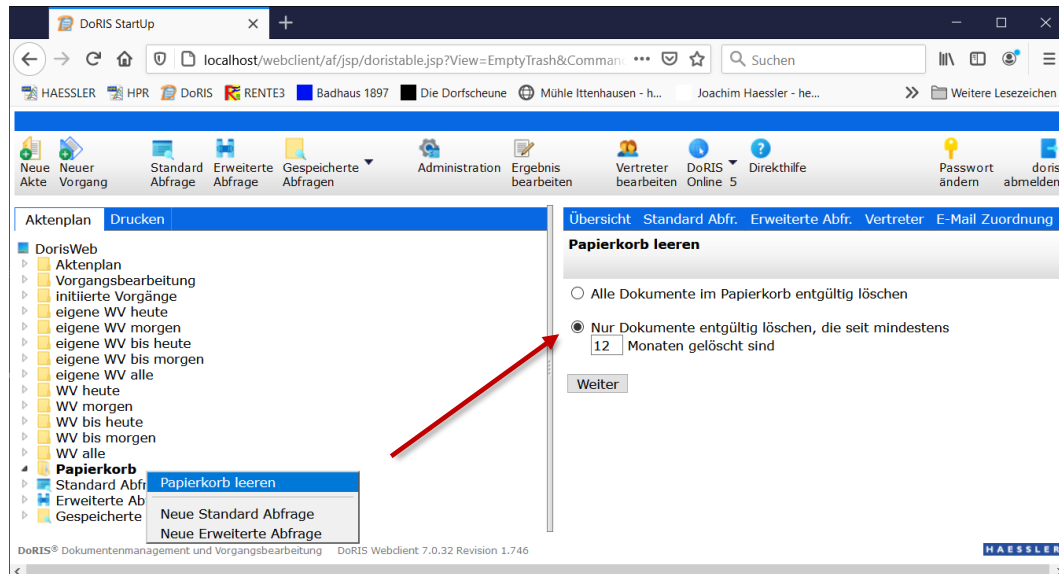 DoRIS StartUp
localhost/webclient/af/jsp/doristable.jsp?View=EmptyTrash&Comman
Suchen
HAESSLER HPR DoRIS RENTE3 Badhaus 1897 Die Dorfscheune Mühle Ittenhausen - h... Joachim Haessler - he... Weitere Lesezeichen
Neue Akte
Neuer Vorgang
Standard Abfrage
Erweiterte Abfrage
Gespeicherte Abfragen
Administration
Ergebnis bearbeiten
Vertreter bearbeiten
DoRIS Online 5
Direkthilfe
Passwort ändern
doris abmelden
Aktenplan Drucken
DorisWeb
Aktenplan
Vorgangsbearbeitung
initiierte Vorgänge
eigene WV heute
eigene WV morgen
eigene WV bis heute
eigene WV bis morgen
eigene WV alle
WV heute
WV morgen
WV bis heute
WV bis morgen
WV alle
Papierkorb
Standard Abfr
Erweiterte Ab
Gespeicherte
Papierkorb leeren
Neue Standard Abfrage
Neue Erweiterte Abfrage
Übersicht Standard Abfr. Erweiterte Abfr. Vertreter E-Mail Zuordnung
Papierkorb leeren
Alle Dokumente im Papierkorb entgültig löschen
Nur Dokumente entgültig löschen, die seit mindestens
12 Monaten gelöscht sind
Weiter
DoRIS® Dokumentenmanagement und Vorgangsbearbeitung DoRIS Webclient 7.0.32 Revision 1.746
HAESSLER